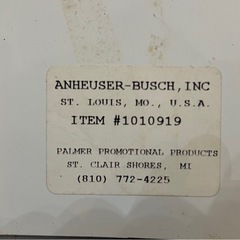 ANHEUSER-BUSCH, INC
ST. LOUIS, MO., U.S.A.
ITEM #1010919
PALMER PROMOTIONAL PRODUCTS
ST. CLAIR SHORES, MI
(810) 772-4225